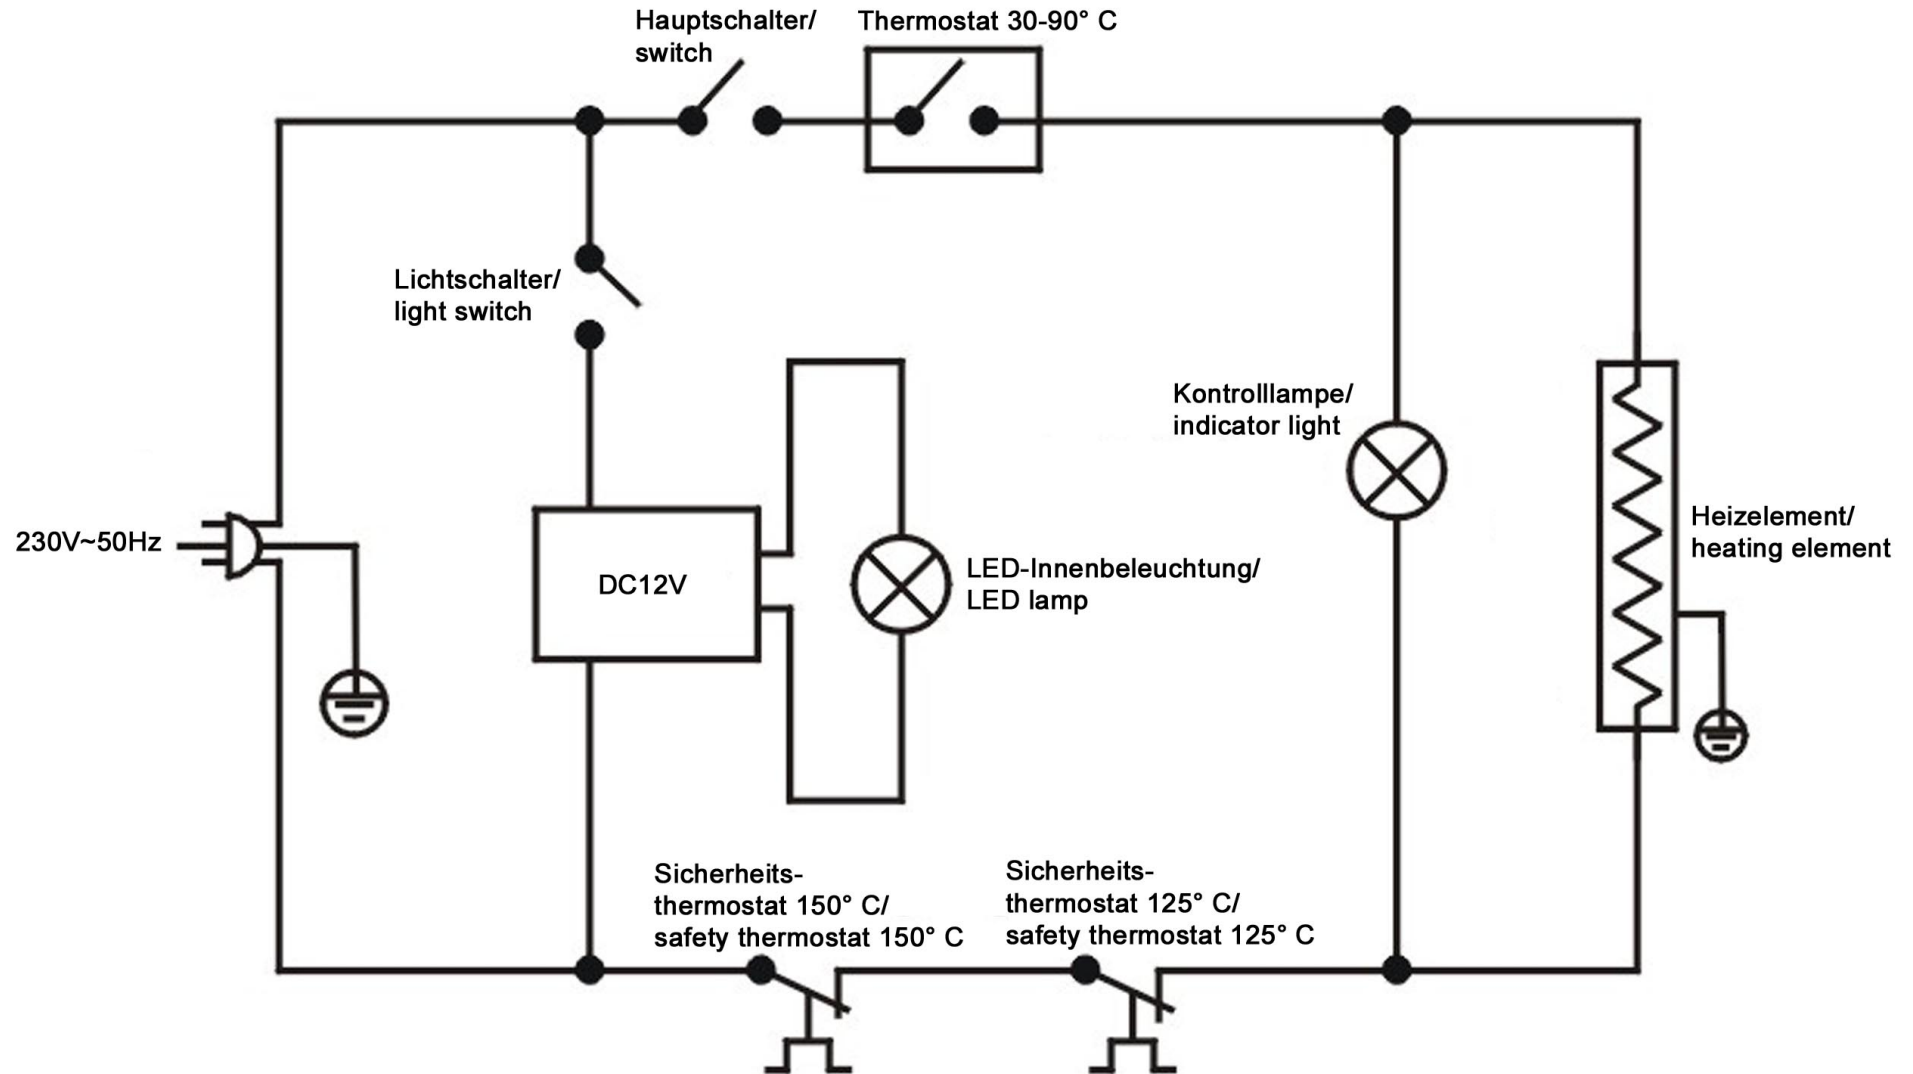 Hauptschalter/
switch
Thermostat 30-90° C
Lichtschalter/
light switch
Kontrolllampe/
indicator light
230V~50Hz
DC12V
LED-Innenbeleuchtung/
LED lamp
Heizelement/
heating element
Sicherheits-
thermostat 150° C/
safety thermostat 150° C
Sicherheits-
thermostat 125° C/
safety thermostat 125° C